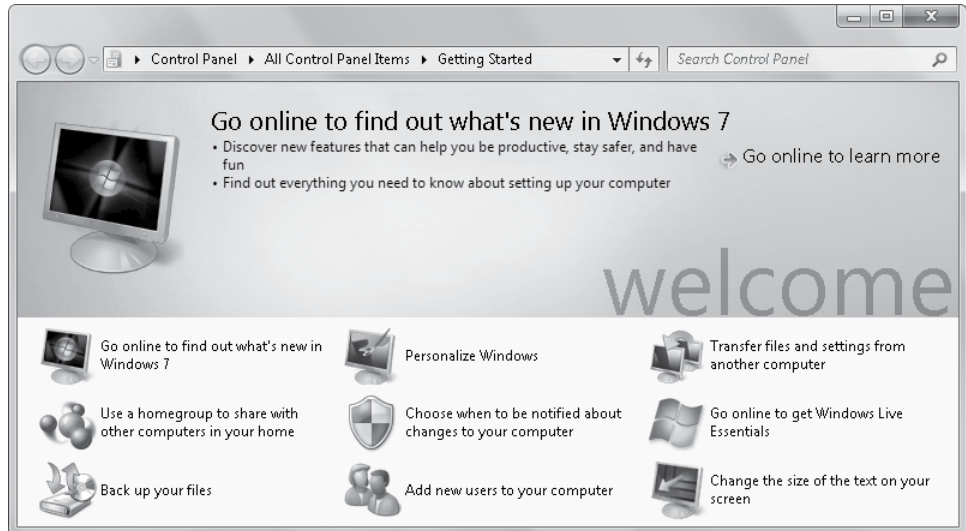 Control Panel ▸ All Control Panel Items ▸ Getting Started
Search Control Panel
Go online to find out what's new in Windows 7
• Discover new features that can help you be productive, stay safer, and have
fun
• Find out everything you need to know about setting up your computer
Go online to learn more
welcome
Go online to find out what's new in
Windows 7
Personalize Windows
Transfer files and settings from
another computer
Use a homegroup to share with
other computers in your home
Choose when to be notified about
changes to your computer
Go online to get Windows Live
Essentials
Back up your files
Add new users to your computer
Change the size of the text on your
screen